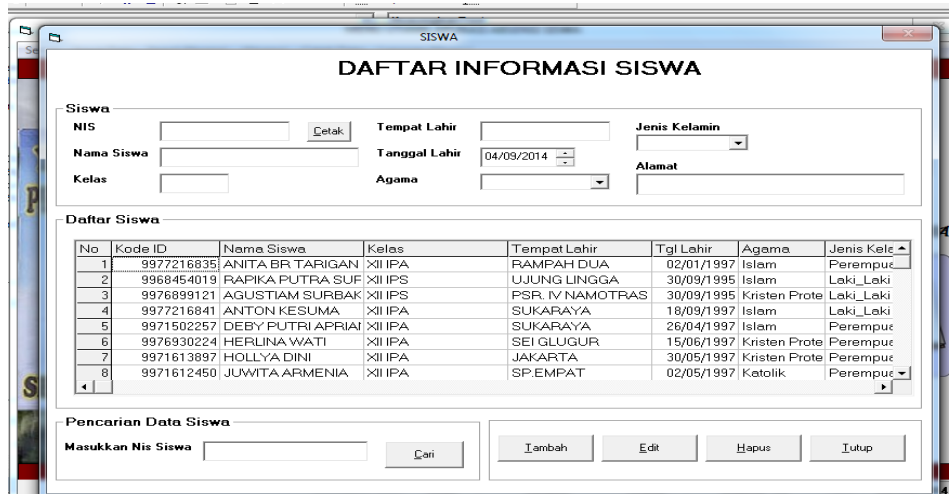 SISWA
DAFTAR INFORMASI SISWA
Siswa
NIS Cetak Tempat Lahir Jenis Kelamin
Nama Siswa Tanggal Lahir 04/09/2014
Alamat
Kelas Agama
Daftar Siswa
No Kode ID Nama Siswa Kelas Tempat Lahir Tgl Lahir Agama Jenis Kela
1 9977216835 ANITA BR TARIGAN XII IPA RAMPAH DUA 02/01/1997 Islam Perempua
2 9968454019 RAPIKA PUTRA SUF XII IPS UJUNG LINGGA 30/09/1995 Islam Laki_Laki
3 9976899121 AGUSTIAM SURBAK XII IPS PSR. IV NAMOTRAS 30/09/1995 Kristen Prote Laki_Laki
4 9977216841 ANTON KESUMA XII IPA SUKARAYA 18/09/1997 Islam Laki_Laki
5 9971502257 DEBY PUTRI APRIAI XII IPA SUKARAYA 26/04/1997 Islam Perempua
6 9976930224 HERLINA WATI XII IPA SEI GLUGUR 15/06/1997 Kristen Prote Perempua
7 9971613897 HOLLYA DINI XII IPA JAKARTA 30/05/1997 Kristen Prote Perempua
8 9971612450 JUWITA ARMENIA XII IPA SP.EMPAT 02/05/1997 Katolik Perempua
Pencarian Data Siswa
Masukkan Nis Siswa Cari Tambah Edit Hapus Tutup